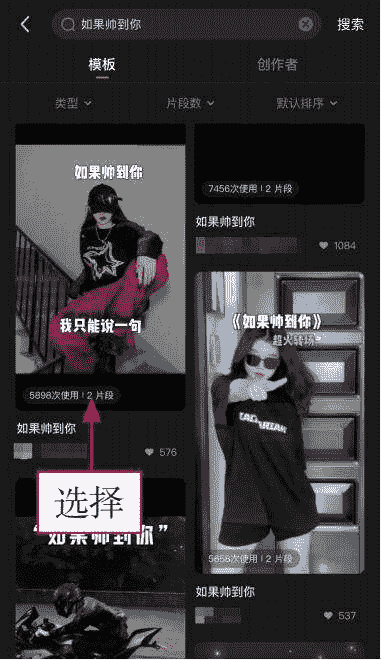 如果帅到你
搜索
模板
创作者
类型
片段数
默认排序
如果帅到你
我只能说一句
5898次使用 | 2 片段
如果帅到你
576
选择
“如果帅到你”
7456次使用 | 2 片段
如果帅到你
1084
《如果帅到你》
超火转场
5658次使用 | 2 片段
如果帅到你
537